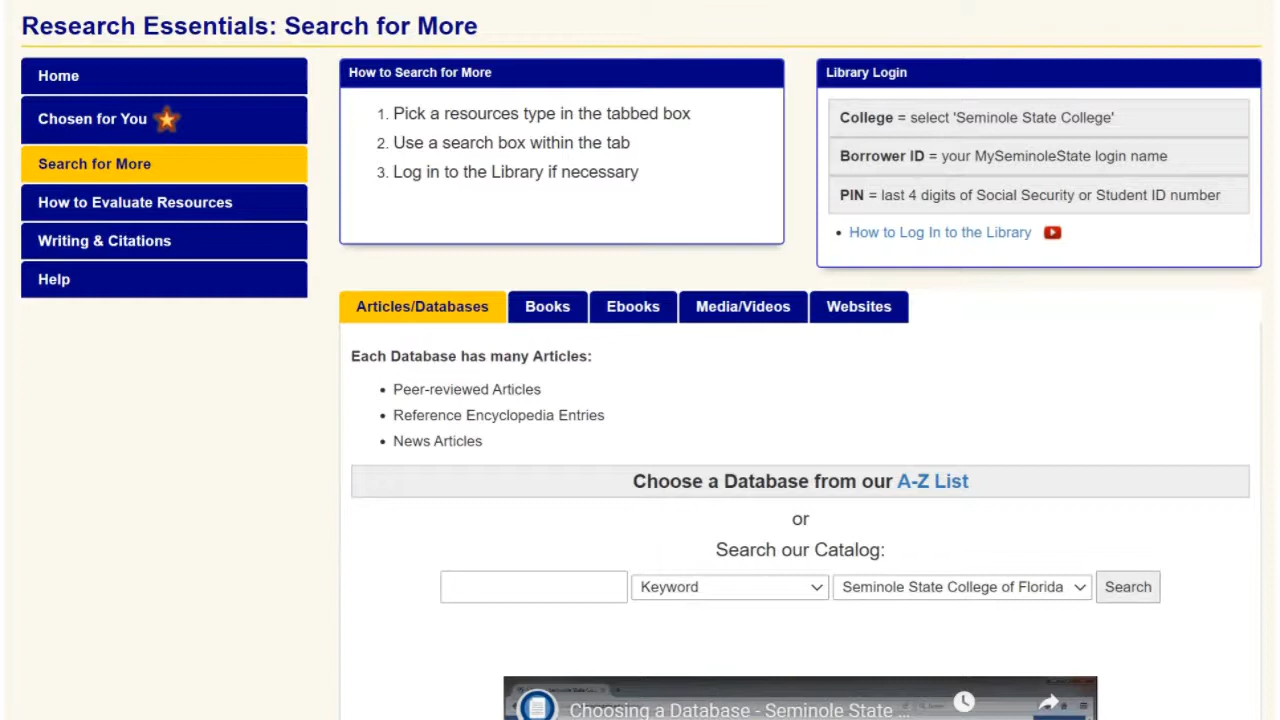 Research Essentials: Search for More
Home
Chosen for You
Search for More
How to Evaluate Resources
Writing & Citations
Help
How to Search for More
1. Pick a resources type in the tabbed box
2. Use a search box within the tab
3. Log in to the Library if necessary
Library Login
College = select 'Seminole State College'
Borrower ID = your MySeminoleState login name
PIN = last 4 digits of Social Security or Student ID number
How to Log In to the Library
Articles/Databases
Books
Ebooks
Media/Videos
Websites
Each Database has many Articles:
Peer-reviewed Articles
Reference Encyclopedia Entries
News Articles
Choose a Database from our A-Z List
or
Search our Catalog:
Keyword
Seminole State College of Florida
Search
Choosing a Database - Seminole State ...